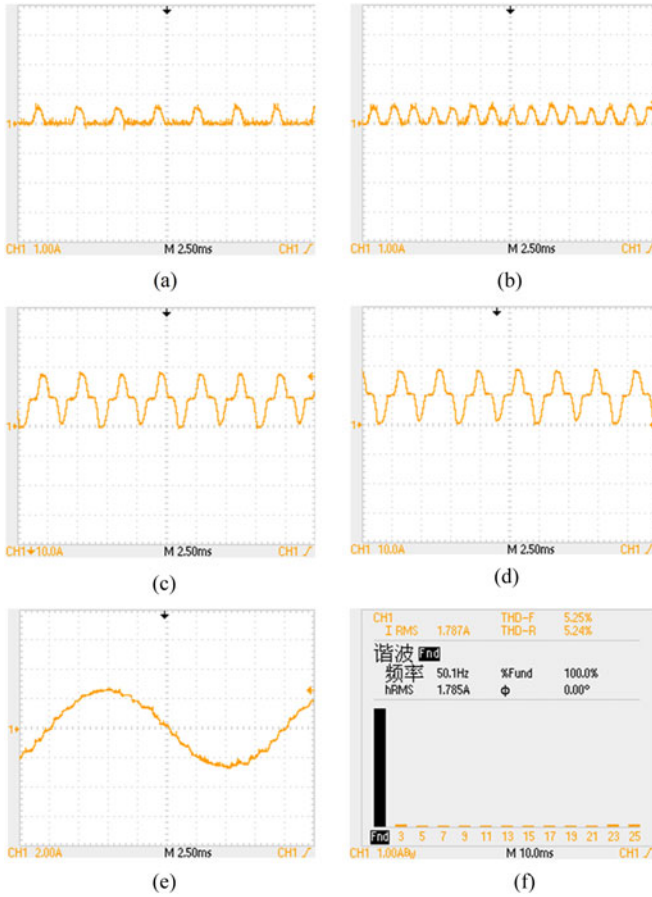 1
CH1 1.00A M 2.50ms CH1
(a)
1
CH1 1.00A M 2.50ms CH1
(b)
1
CH1 10.0A M 2.50ms CH1
(c)
1
CH1 10.0A M 2.50ms CH1
(d)
1
CH1 2.00A M 2.50ms CH1
(e)
CH1 THD-F 5.25%
I RMS 1.787A THD-R 5.24%
谐波 Fnd
频率 50.1Hz %Fund 100.0%
hRMS 1.785A Φ 0.00°
Fnd 3 5 7 9 11 13 15 17 19 21 23 25
CH1 1.00A M 10.0ms CH1
(f)